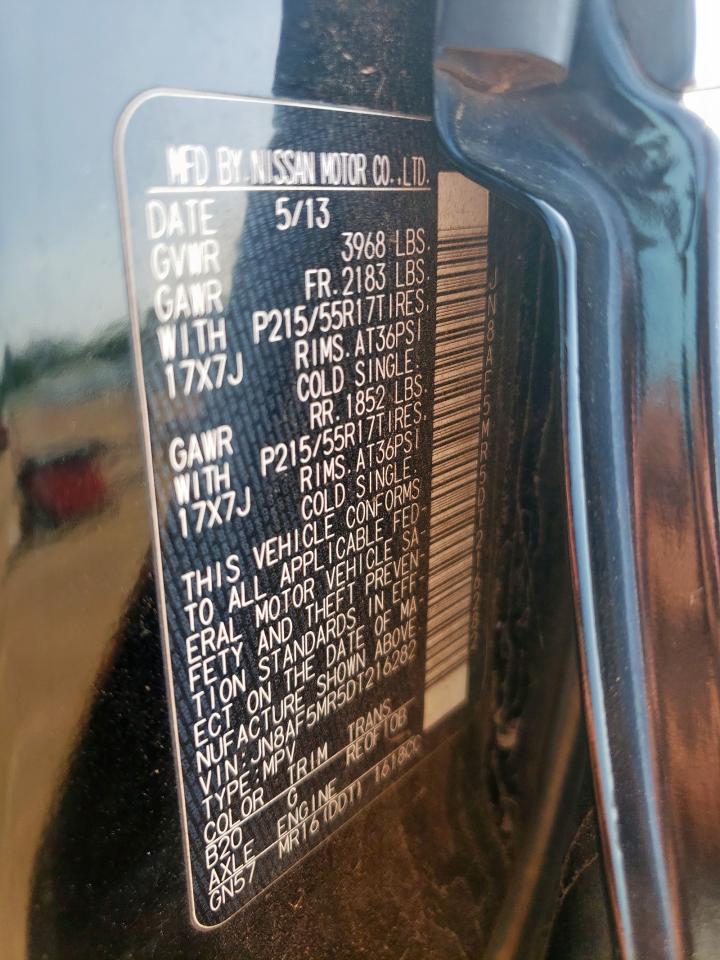 MFD BY.NISSAN MOTOR CO.,LTD.
DATE 5/13
GVWR 3968 LBS.
GAWR FR.2183 LBS.
WITH P215/55R17TIRES,
17X7J RIMS.AT36PSI
COLD SINGLE.
GAWR RR.1852 LBS.
WITH P215/55R17TIRES,
17X7J RIMS.AT36PSI
COLD SINGLE.
THIS VEHICLE CONFORMS
TO ALL APPLICABLE FED-
ERAL MOTOR VEHICLE SA-
FETY AND THEFT PREVEN-
TION STANDARDS IN EFF-
ECT ON THE DATE OF MA-
NUFACTURE SHOWN ABOVE
VIN:JN8AF5MR5DT216282
TYPE:MPV
COLOR TRIM TRANS
B20 G RE0F10B
AXLE ENGINE
GN57 MR16(DDT) 1618CC
JN8AF5MR5DT216282